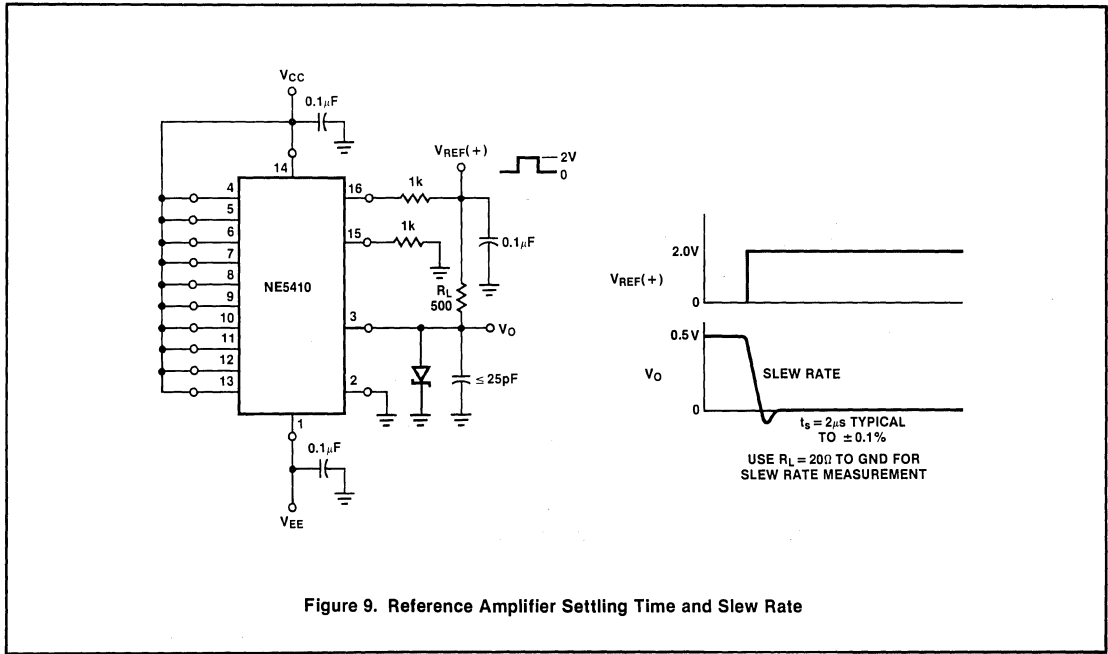 VCC
0.1μF
14
VREF(+)
2V
0
4
5
6
7
8
9
10
11
12
13
NE5410
16
1k
15
1k
0.1μF
RL
500
3
VO
≤ 25pF
2
1
0.1μF
VEE
2.0V
VREF(+)
0
0.5V
VO
SLEW RATE
0
ts = 2μs TYPICAL
TO ±0.1%
USE RL = 20Ω TO GND FOR
SLEW RATE MEASUREMENT
Figure 9. Reference Amplifier Settling Time and Slew Rate